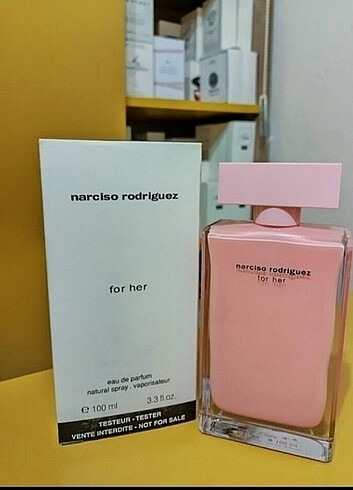 narciso rodriguez
for her
eau de parfum
natural spray . vaporisateur
e 100 ml 3.3 fl.oz.
TESTEUR - TESTER
VENTE INTERDITE - NOT FOR SALE
narciso rodriguez
for her